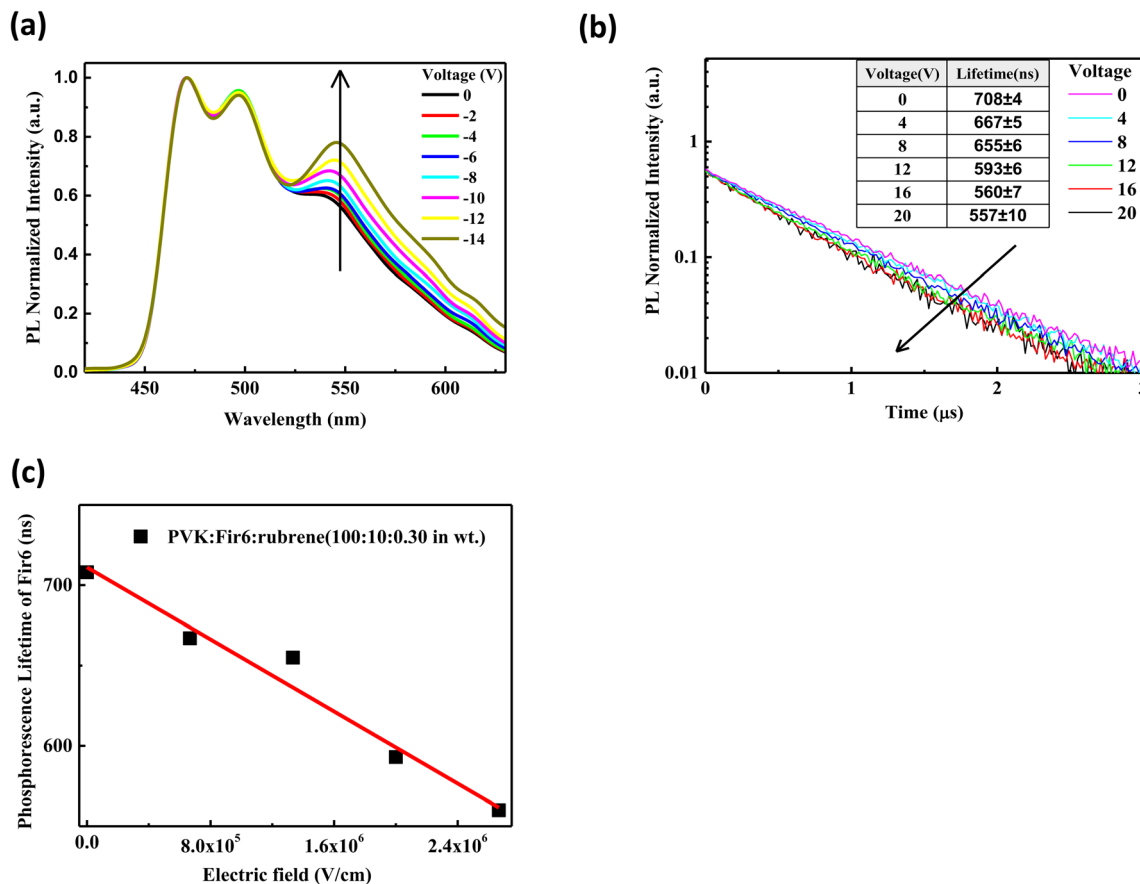 (a)
PL Normalized Intensity (a.u.)
1.0
0.8
0.6
0.4
0.2
0.0
450
500
550
600
Wavelength (nm)
Voltage (V)
0
-2
-4
-6
-8
-10
-12
-14
(b)
PL Normalized Intensity (a.u.)
1
0.1
0.01
0
1
2
3
Time (μs)
Voltage(V) Lifetime(ns)
0 708±4
4 667±5
8 655±6
12 593±6
16 560±7
20 557±10
Voltage
0
4
8
12
16
20
(c)
Phosphorescence Lifetime of Fir6 (ns)
700
600
PVK:Fir6:rubrene(100:10:0.30 in wt.)
0.0
8.0x10⁵
1.6x10⁶
2.4x10⁶
Electric field (V/cm)